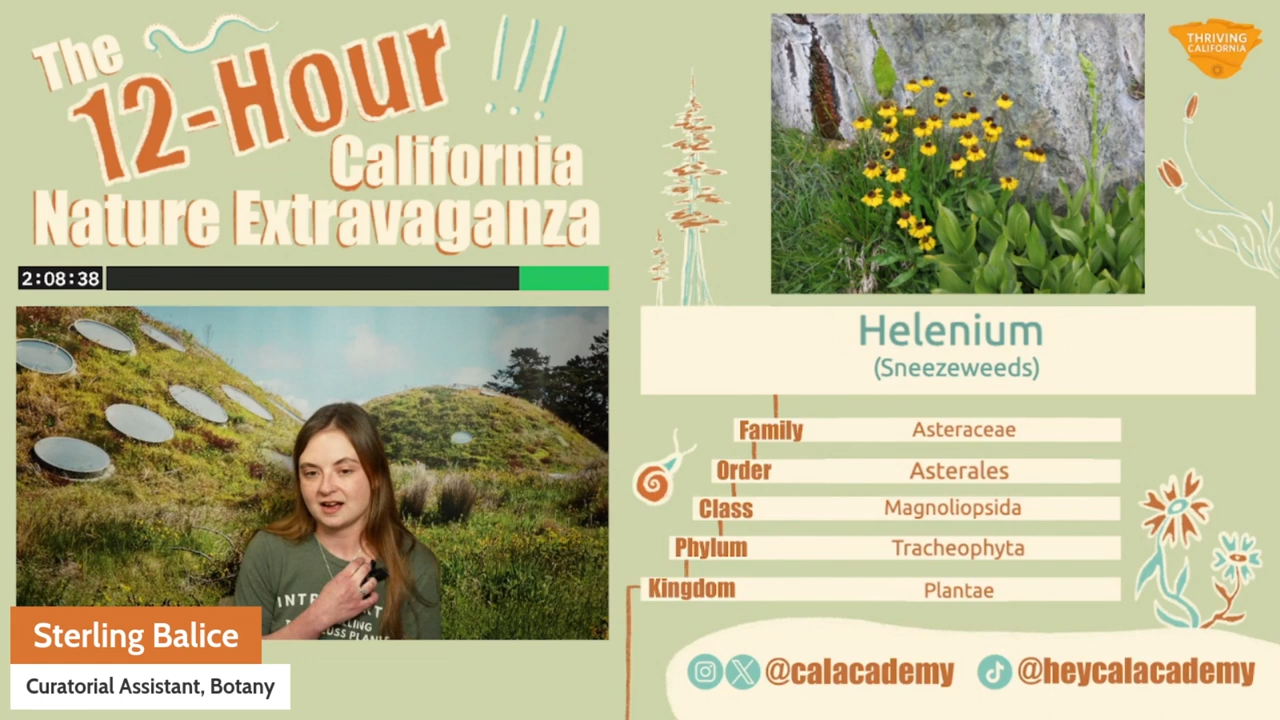 The
12-Hour !!!
California
Nature Extravaganza
2:08:38
THRIVING
CALIFORNIA
Helenium
(Sneezeweeds)
Family Asteraceae
Order Asterales
Class Magnoliopsida
Phylum Tracheophyta
Kingdom Plantae
Sterling Balice
Curatorial Assistant, Botany
@calacademy @heycalacademy